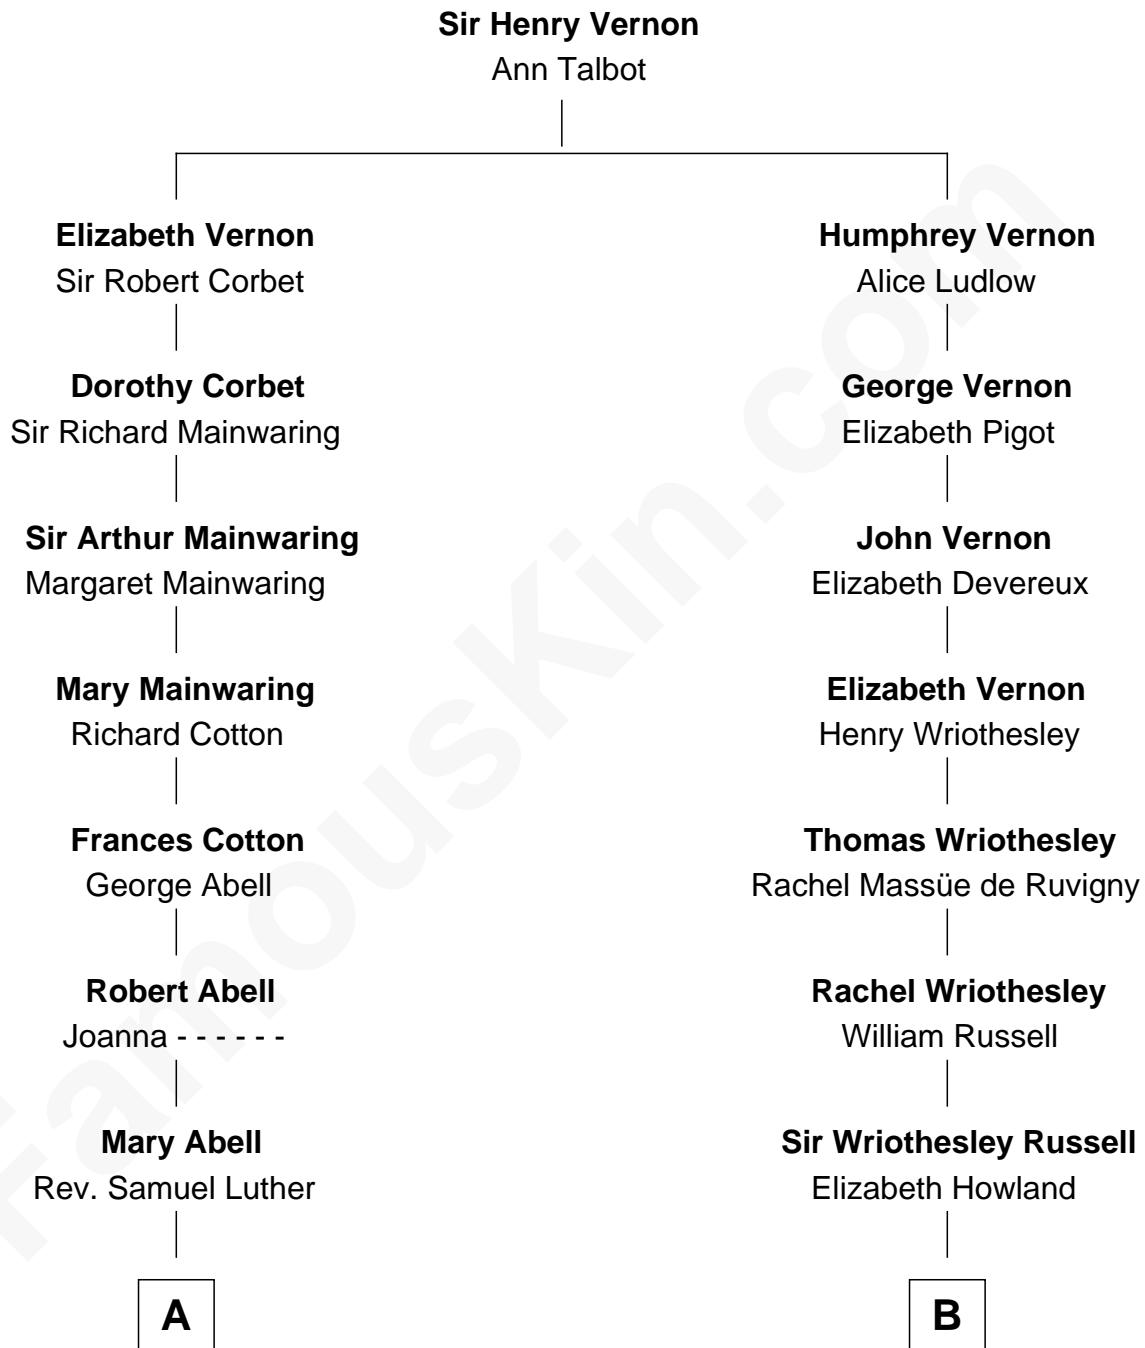 Sir Henry Vernon
Ann Talbot
Elizabeth Vernon
Sir Robert Corbet
Humphrey Vernon
Alice Ludlow
Dorothy Corbet
Sir Richard Mainwaring
George Vernon
Elizabeth Pigot
Sir Arthur Mainwaring
Margaret Mainwaring
John Vernon
Elizabeth Devereux
Mary Mainwaring
Richard Cotton
Elizabeth Vernon
Henry Wriothesley
Frances Cotton
George Abell
Thomas Wriothesley
Rachel Massüe de Ruvigny
Robert Abell
Joanna - - - - - -
Rachel Wriothesley
William Russell
Mary Abell
Rev. Samuel Luther
Sir Wriothesley Russell
Elizabeth Howland
A
B
FamousKin.com